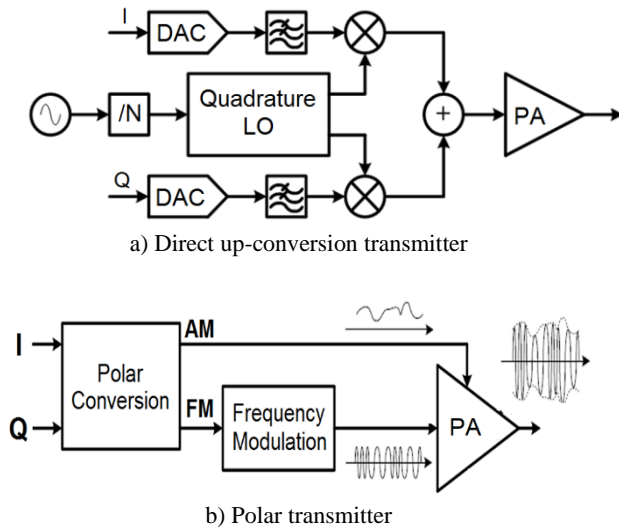 I
DAC
/N
Quadrature
LO
+
PA
Q
DAC
a) Direct up-conversion transmitter
I
Q
Polar
Conversion
AM
FM
Frequency
Modulation
PA
b) Polar transmitter